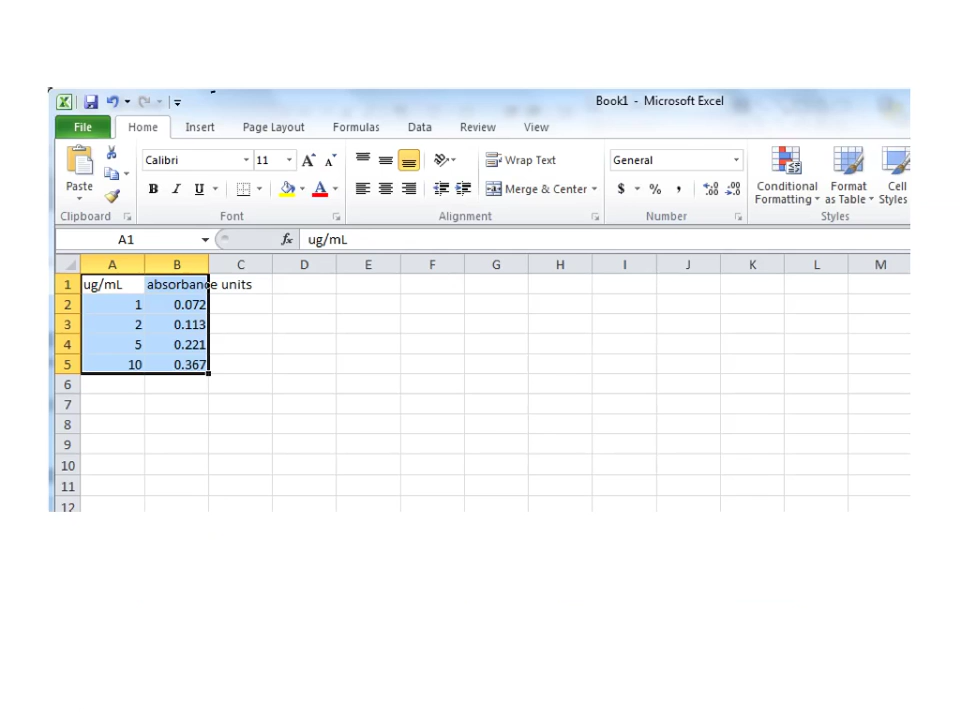 Book1 - Microsoft Excel
File Home Insert Page Layout Formulas Data Review View
Calibri 11 A A Wrap Text General
Paste B I U A Merge & Center $ % , .00 .00 Conditional Formatting Format as Table Cell Styles
Clipboard Font Alignment Number Styles
A1 fx ug/mL
A B C D E F G H I J K L M
1 ug/mL absorbance units
2 1 0.072
3 2 0.113
4 5 0.221
5 10 0.367
6
7
8
9
10
11
12